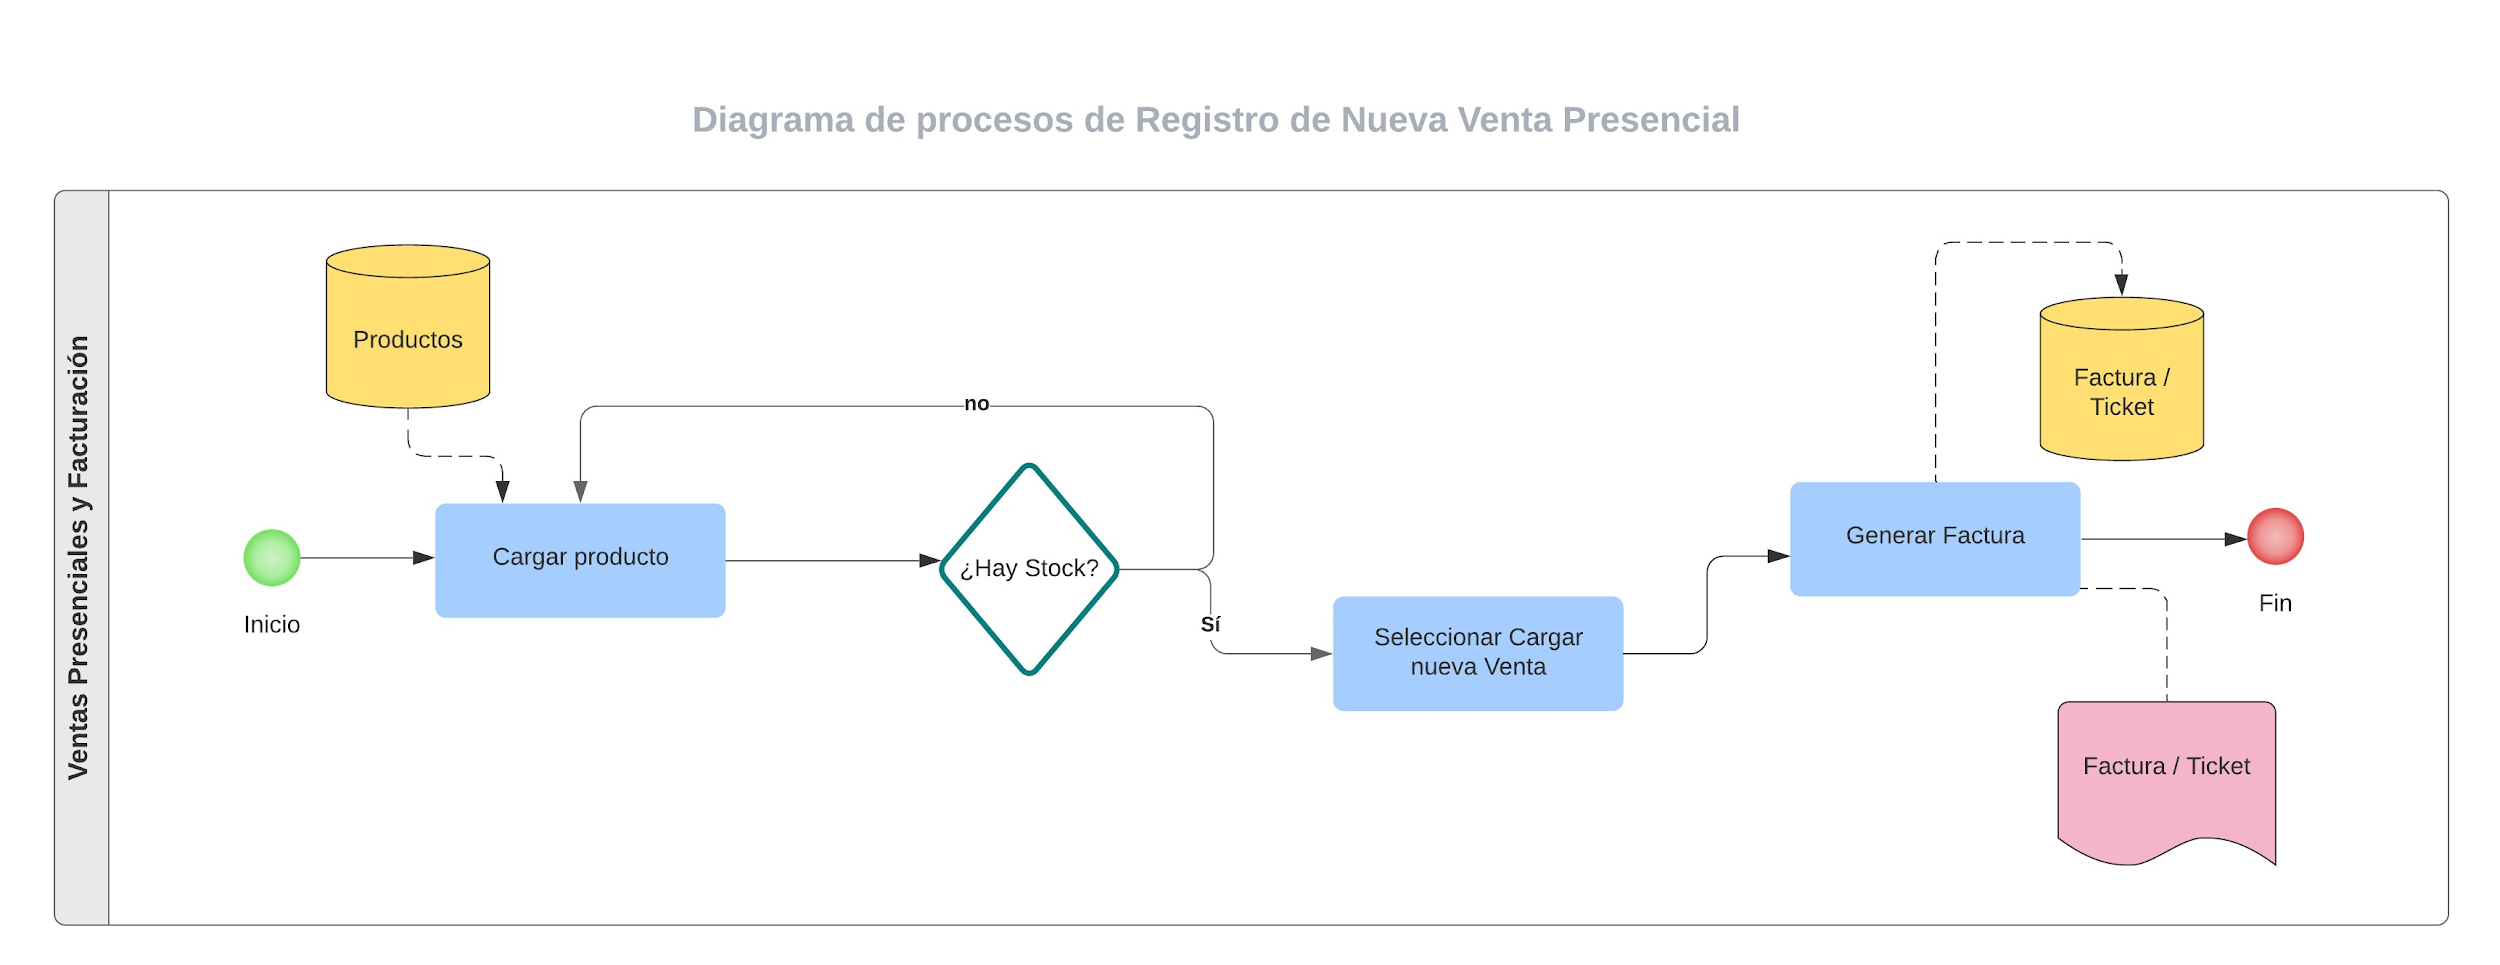 Diagrama de procesos de Registro de Nueva Venta Presencial
Ventas Presenciales y Facturación
Productos
Inicio
Cargar producto
no
¿Hay Stock?
Sí
Seleccionar Cargar
nueva Venta
Generar Factura
Factura /
Ticket
Fin
Factura / Ticket